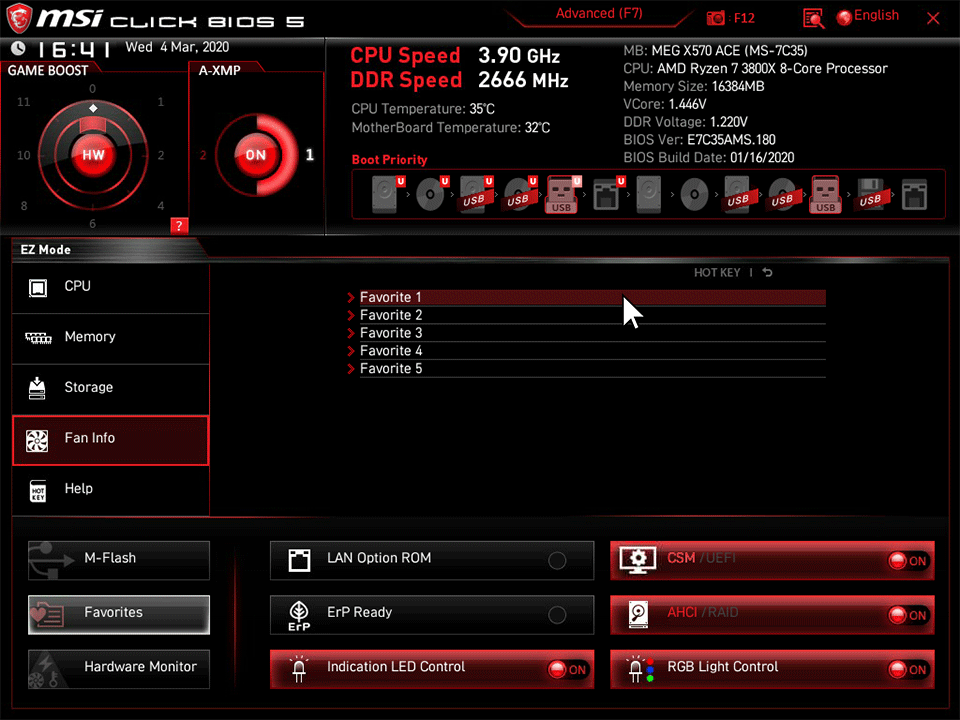 msi CLICK BIOS 5
Advanced (F7)
: F12
English
16:41 Wed 4 Mar, 2020
GAME BOOST
A-XMP
0
11 1
10 HW 2
8 4
6
2 ON 1
?
CPU Speed 3.90 GHz
DDR Speed 2666 MHz
CPU Temperature: 35°C
MotherBoard Temperature: 32°C
MB: MEG X570 ACE (MS-7C35)
CPU: AMD Ryzen 7 3800X 8-Core Processor
Memory Size: 16384MB
VCore: 1.446V
DDR Voltage: 1.220V
BIOS Ver: E7C35AMS.180
BIOS Build Date: 01/16/2020
Boot Priority
U U U U U U
USB USB USB USB USB USB USB
EZ Mode
HOT KEY |
CPU
Memory
Storage
Fan Info
HOT KEY Help
Favorite 1
Favorite 2
Favorite 3
Favorite 4
Favorite 5
M-Flash
Favorites
Hardware Monitor
LAN Option ROM
ErP ErP Ready
Indication LED Control ON
CSM /UEFI ON
AHCI /RAID ON
RGB Light Control ON